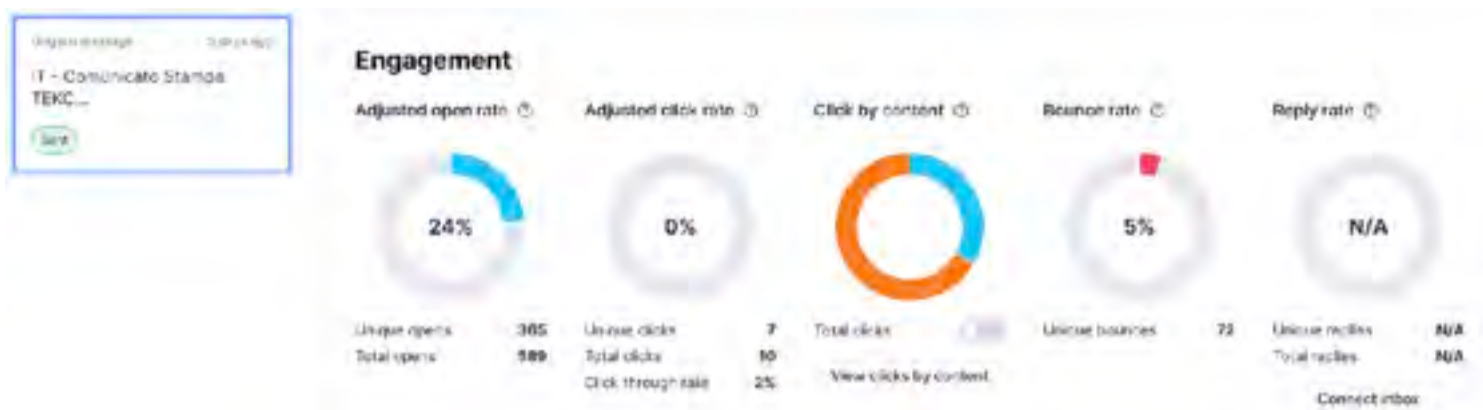 IT - Comunicato Stampa
TEKC...
Sent
Engagement
Adjusted open rate
24%
Unique opens 365
Total opens 589
Adjusted click rate
0%
Unique clicks 7
Total clicks 10
Click through rate 2%
Click by content
Total clicks
View clicks by content
Bounce rate
5%
Unique bounces 72
Reply rate
N/A
Unique replies N/A
Total replies N/A
Connect inbox